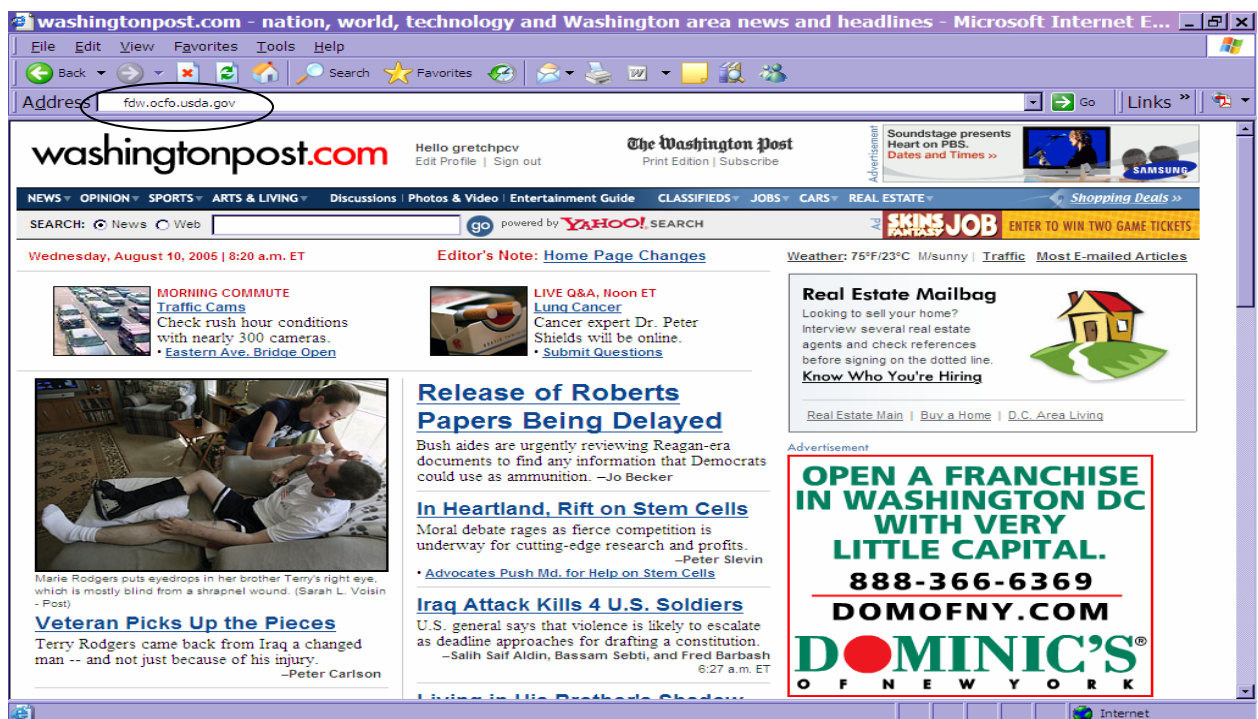 washingtonpost.com - nation, world, technology and Washington area news and headlines - Microsoft Internet E...
File Edit View Favorites Tools Help
Back Search Favorites
Address fdw.ocfo.usda.gov Go Links »
washingtonpost.com
Hello gretchpcv
Edit Profile | Sign out
The Washington Post
Print Edition | Subscribe
Advertisement
Soundstage presents
Heart on PBS.
Dates and Times »
SAMSUNG
NEWS OPINION SPORTS ARTS & LIVING Discussions | Photos & Video | Entertainment Guide CLASSIFIEDS JOBS CARS REAL ESTATE Shopping Deals »
SEARCH: News Web go powered by YAHOO! SEARCH
Ad SKINS FANTASY JOB ENTER TO WIN TWO GAME TICKETS
Wednesday, August 10, 2005 | 8:20 a.m. ET
Editor's Note: Home Page Changes
Weather: 75°F/23°C M/sunny | Traffic Most E-mailed Articles
MORNING COMMUTE
Traffic Cams
Check rush hour conditions
with nearly 300 cameras.
• Eastern Ave. Bridge Open
LIVE Q&A, Noon ET
Lung Cancer
Cancer expert Dr. Peter
Shields will be online.
• Submit Questions
Real Estate Mailbag
Looking to sell your home?
Interview several real estate
agents and check references
before signing on the dotted line.
Know Who You're Hiring
Real Estate Main | Buy a Home | D.C. Area Living
Marie Rodgers puts eyedrops in her brother Terry's right eye,
which is mostly blind from a shrapnel wound. (Sarah L. Voisin
- Post)
Veteran Picks Up the Pieces
Terry Rodgers came back from Iraq a changed
man -- and not just because of his injury.
–Peter Carlson
Release of Roberts
Papers Being Delayed
Bush aides are urgently reviewing Reagan-era
documents to find any information that Democrats
could use as ammunition. –Jo Becker
In Heartland, Rift on Stem Cells
Moral debate rages as fierce competition is
underway for cutting-edge research and profits.
–Peter Slevin
• Advocates Push Md. for Help on Stem Cells
Iraq Attack Kills 4 U.S. Soldiers
U.S. general says that violence is likely to escalate
as deadline approaches for drafting a constitution.
–Salih Saif Aldin, Bassam Sebti, and Fred Barbash
6:27 a.m. ET
Living in His Brother's Shadow
Advertisement
OPEN A FRANCHISE
IN WASHINGTON DC
WITH VERY
LITTLE CAPITAL.
888-366-6369
DOMOFNY.COM
DOMINIC'S®
OF NEW YORK
Internet